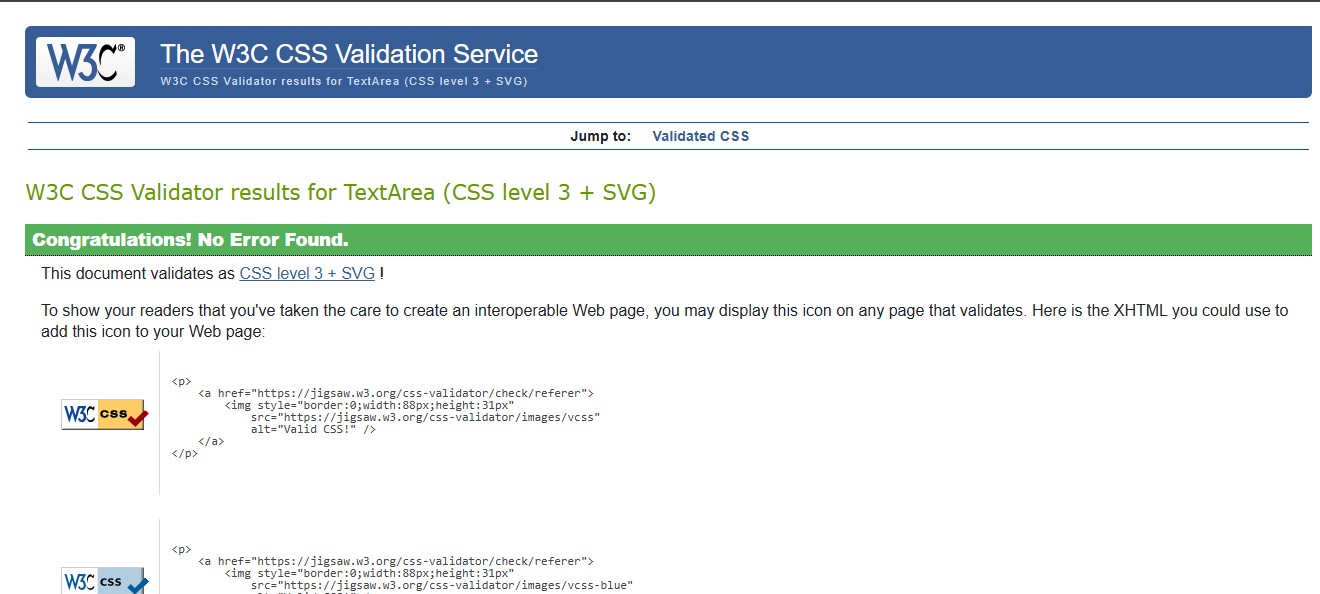 W3C®
The W3C CSS Validation Service
W3C CSS Validator results for TextArea (CSS level 3 + SVG)
Jump to: Validated CSS
W3C CSS Validator results for TextArea (CSS level 3 + SVG)
Congratulations! No Error Found.
This document validates as CSS level 3 + SVG !
To show your readers that you've taken the care to create an interoperable Web page, you may display this icon on any page that validates. Here is the XHTML you could use to
add this icon to your Web page:
<p>
<a href="https://jigsaw.w3.org/css-validator/check/referer">
<img style="border:0;width:88px;height:31px"
W3C css
src="https://jigsaw.w3.org/css-validator/images/vcss"
alt="Valid CSS!" />
</a>
</p>
<p>
<a href="https://jigsaw.w3.org/css-validator/check/referer">
<img style="border:0;width:88px;height:31px"
W3C css
src="https://jigsaw.w3.org/css-validator/images/vcss-blue"